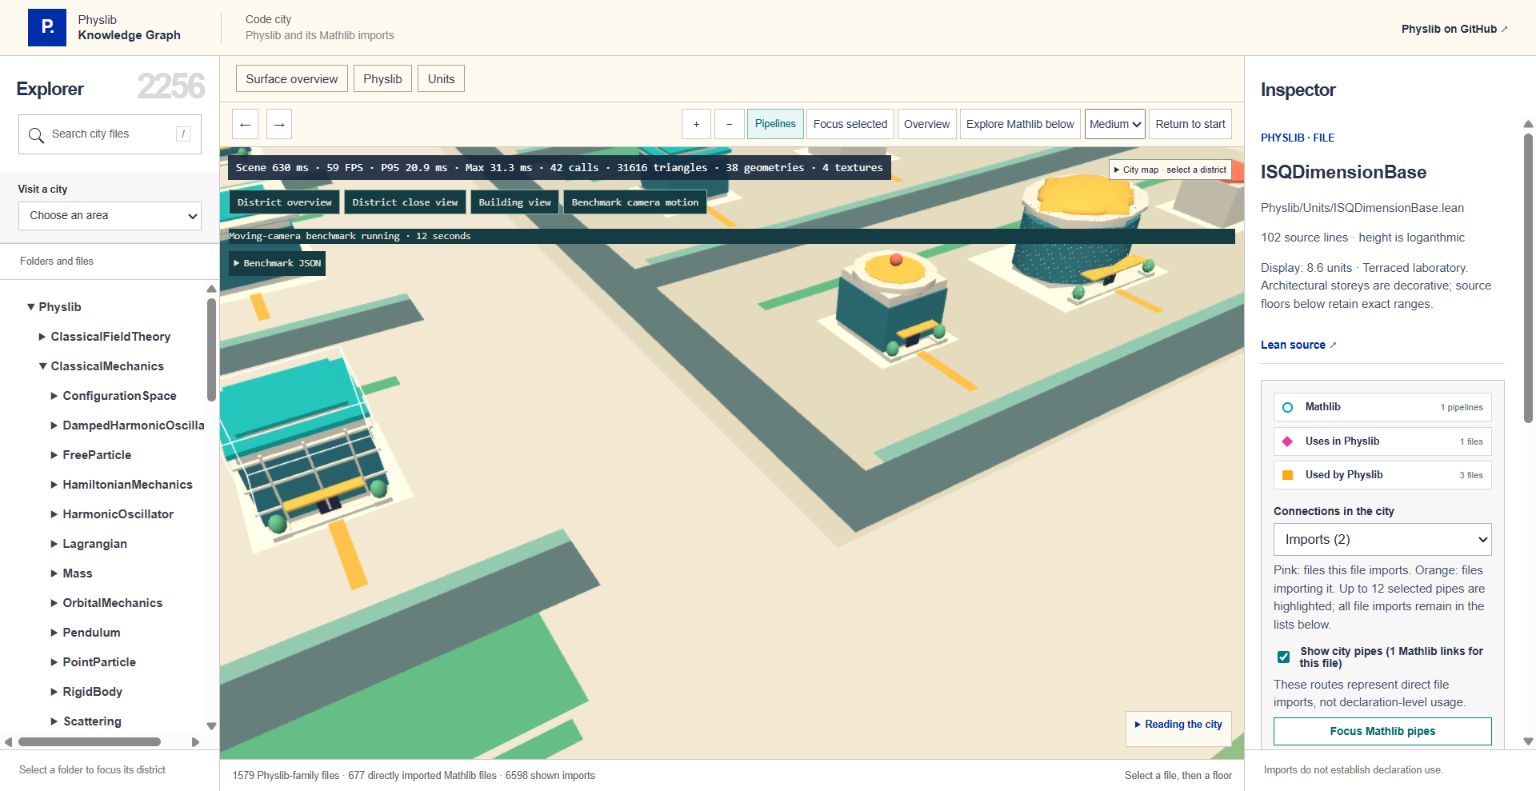 P.
Physlib
Knowledge Graph
Code city
Physlib and its Mathlib imports
Physlib on GitHub ↗
Explorer
2256
Search city files
/
Visit a city
Choose an area
Folders and files
▼ Physlib
▶ ClassicalFieldTheory
▼ ClassicalMechanics
▶ ConfigurationSpace
▶ DampedHarmonicOscilla
▶ FreeParticle
▶ HamiltonianMechanics
▶ HarmonicOscillator
▶ Lagrangian
▶ Mass
▶ OrbitalMechanics
▶ Pendulum
▶ PointParticle
▶ RigidBody
▶ Scattering
Select a folder to focus its district
Surface overview
Physlib
Units
←
→
+
−
Pipelines
Focus selected
Overview
Explore Mathlib below
Medium
Return to start
Scene 630 ms · 59 FPS · P95 20.9 ms · Max 31.3 ms · 42 calls · 31616 triangles · 38 geometries · 4 textures
▶ City map · select a district
District overview
District close view
Building view
Benchmark camera motion
Moving-camera benchmark running · 12 seconds
▶ Benchmark JSON
▶ Reading the city
1579 Physlib-family files · 677 directly imported Mathlib files · 6598 shown imports
Select a file, then a floor
Inspector
PHYSLIB · FILE
ISQDimensionBase
Physlib/Units/ISQDimensionBase.lean
102 source lines · height is logarithmic
Display: 8.6 units · Terraced laboratory.
Architectural storeys are decorative; source
floors below retain exact ranges.
Lean source ↗
Mathlib
1 pipelines
Uses in Physlib
1 files
Used by Physlib
3 files
Connections in the city
Imports (2)
Pink: files this file imports. Orange: files
importing it. Up to 12 selected pipes are
highlighted; all file imports remain in the
lists below.
Show city pipes (1 Mathlib links for
this file)
These routes represent direct file
imports, not declaration-level usage.
Focus Mathlib pipes
Imports do not establish declaration use.